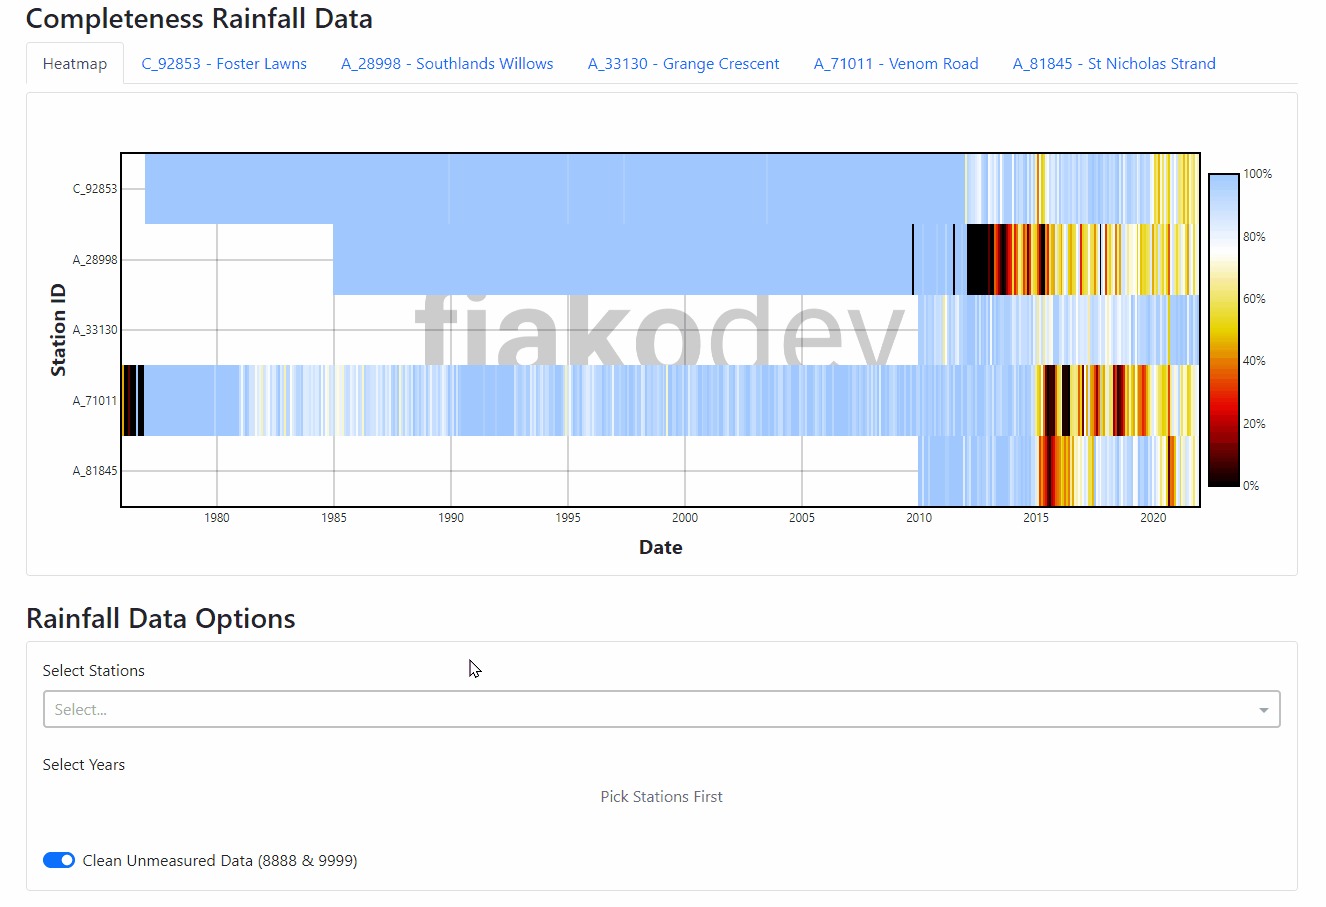 Completeness Rainfall Data
Heatmap C_92853 - Foster Lawns A_28998 - Southlands Willows A_33130 - Grange Crescent A_71011 - Venom Road A_81845 - St Nicholas Strand
Station ID
C_92853
A_28998
A_33130
A_71011
A_81845
fiakodev
100%
80%
60%
40%
20%
0%
1980 1985 1990 1995 2000 2005 2010 2015 2020
Date
Rainfall Data Options
Select Stations
Select...
Select Years
Pick Stations First
Clean Unmeasured Data (8888 & 9999)